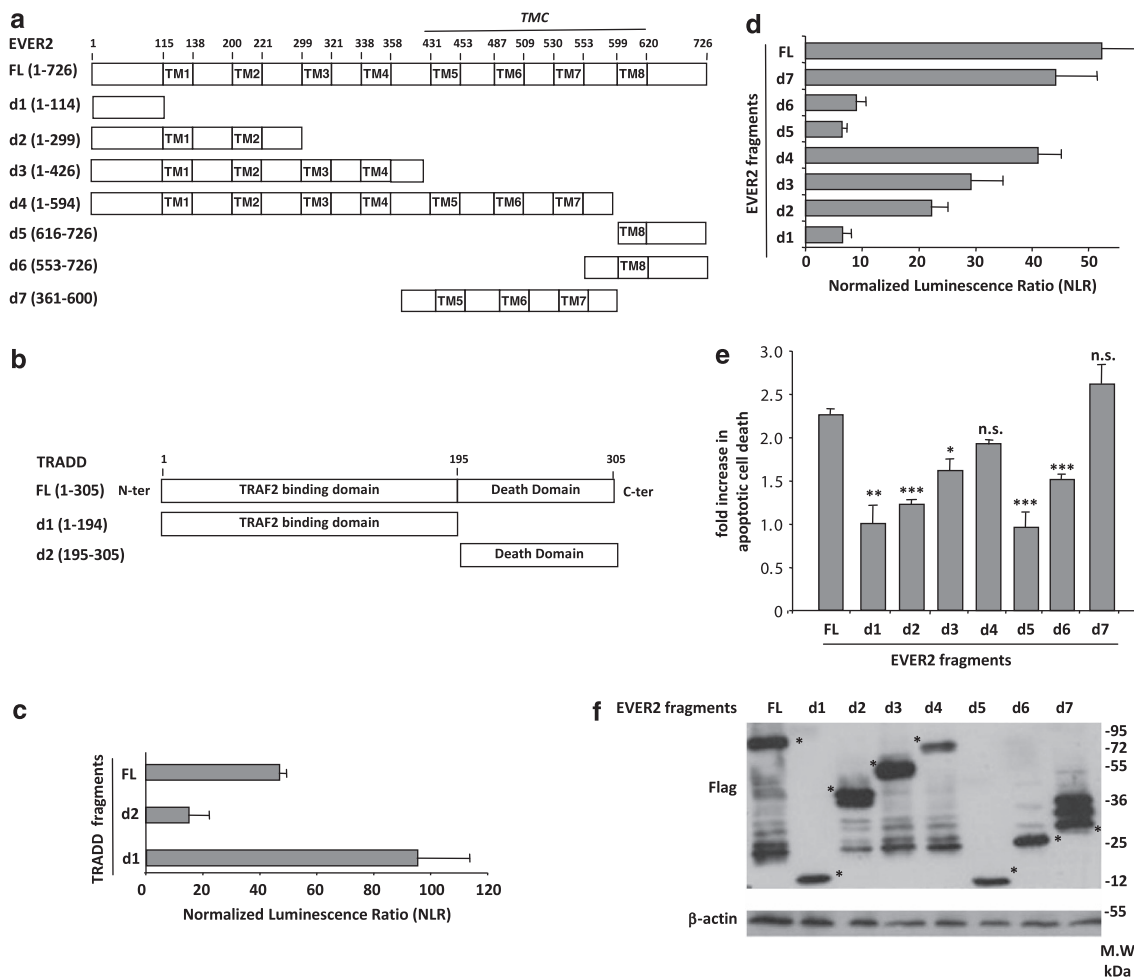 a
TMC
EVER2 1 115 138 200 221 299 321 338 358 431 453 487 509 530 553 599 620 726
FL (1-726) TM1 TM2 TM3 TM4 TM5 TM6 TM7 TM8
d1 (1-114)
d2 (1-299) TM1 TM2
d3 (1-426) TM1 TM2 TM3 TM4
d4 (1-594) TM1 TM2 TM3 TM4 TM5 TM6 TM7
d5 (616-726) TM8
d6 (553-726) TM8
d7 (361-600) TM5 TM6 TM7
b
TRADD 1 195 305
FL (1-305) N-ter TRAF2 binding domain Death Domain C-ter
d1 (1-194) TRAF2 binding domain
d2 (195-305) Death Domain
c
TRADD fragments
FL
d2
d1
0 20 40 60 80 100 120
Normalized Luminescence Ratio (NLR)
d
EVER2 fragments
FL
d7
d6
d5
d4
d3
d2
d1
0 10 20 30 40 50
Normalized Luminescence Ratio (NLR)
e
fold increase in
apoptotic cell death
3.0
2.5
2.0
1.5
1.0
0.5
0
** *** * n.s. *** *** n.s.
FL d1 d2 d3 d4 d5 d6 d7
EVER2 fragments
f
EVER2 fragments FL d1 d2 d3 d4 d5 d6 d7
Flag
* * * * * * *
-95
-72
-55
-36
-25
-12
β-actin
-55
M.W
kDa